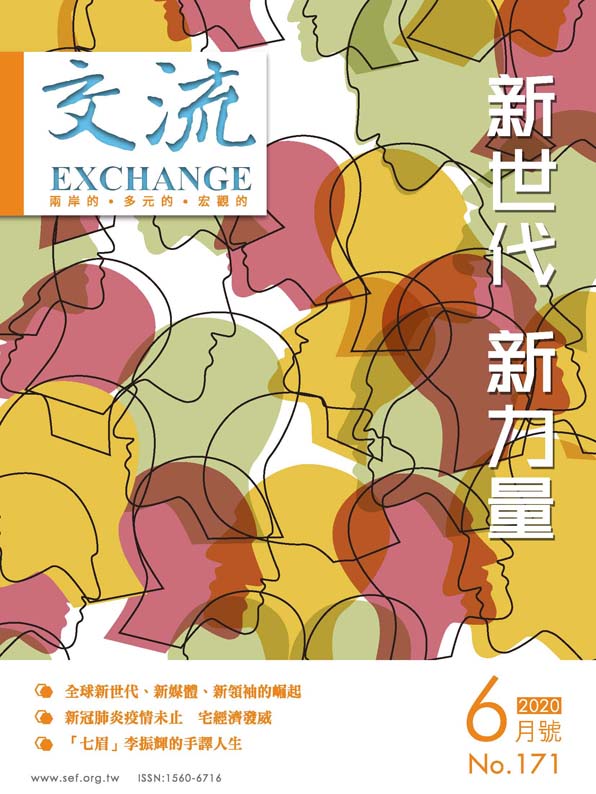 交流
EXCHANGE
兩岸的•多元的•宏觀的
新世代 新力量
全球新世代、新媒體、新領袖的崛起
新冠肺炎疫情未止 宅經濟發威
「七眉」李振輝的手譯人生
6 2020
月號
No.171
www.sef.org.tw ISSN:1560-6716